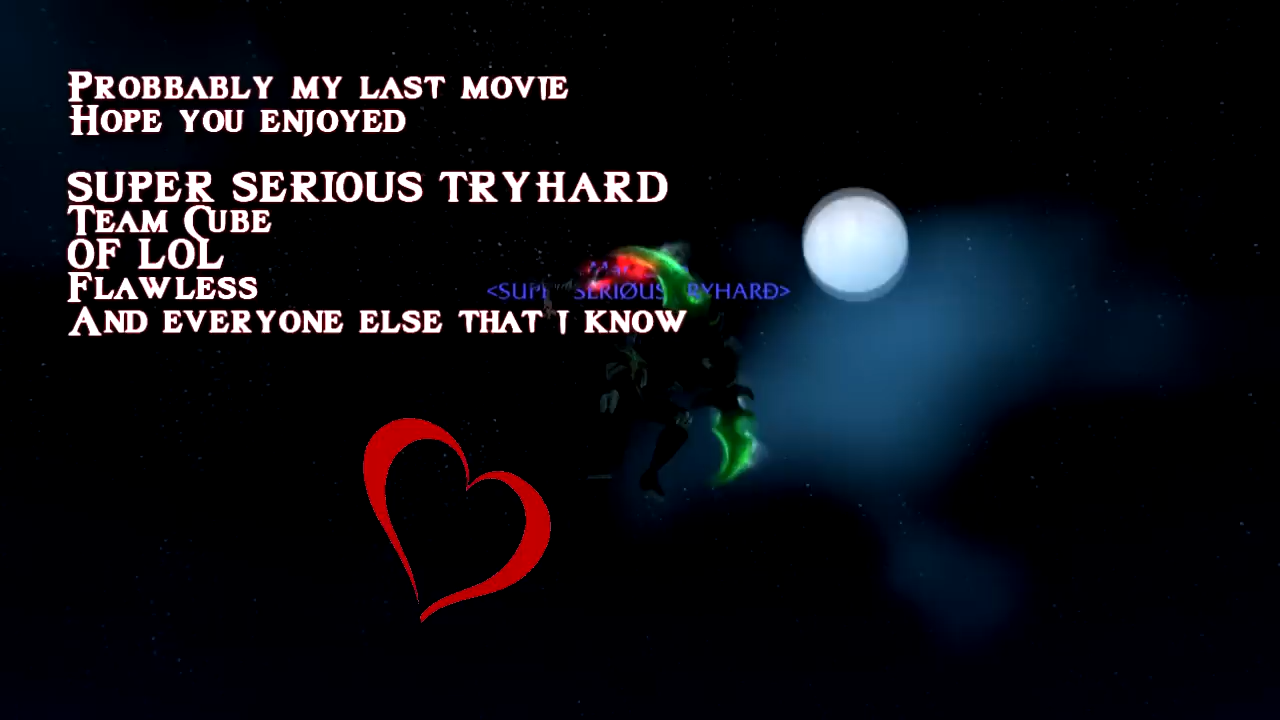 Probbably my last movie
Hope you enjoyed
SUPER SERIOUS TRYHARD
Team Cube
OF LOL
Flawless
And everyone else that i know